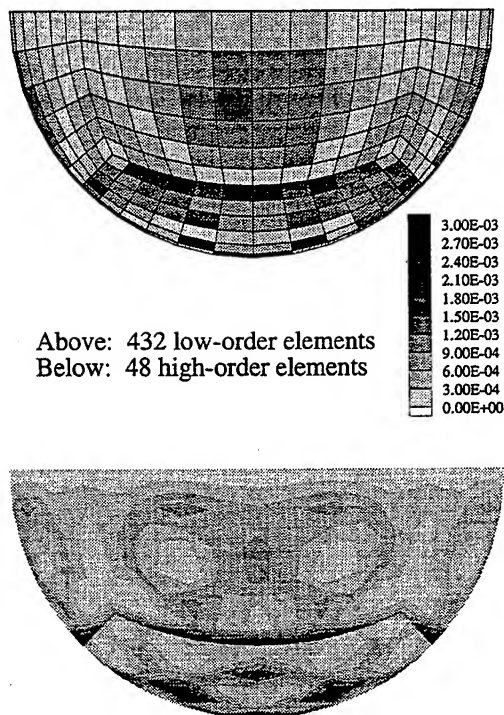 3.00E-03
2.70E-03
2.40E-03
2.10E-03
1.80E-03
1.50E-03
1.20E-03
9.00E-04
6.00E-04
3.00E-04
0.00E+00
Above: 432 low-order elements
Below: 48 high-order elements